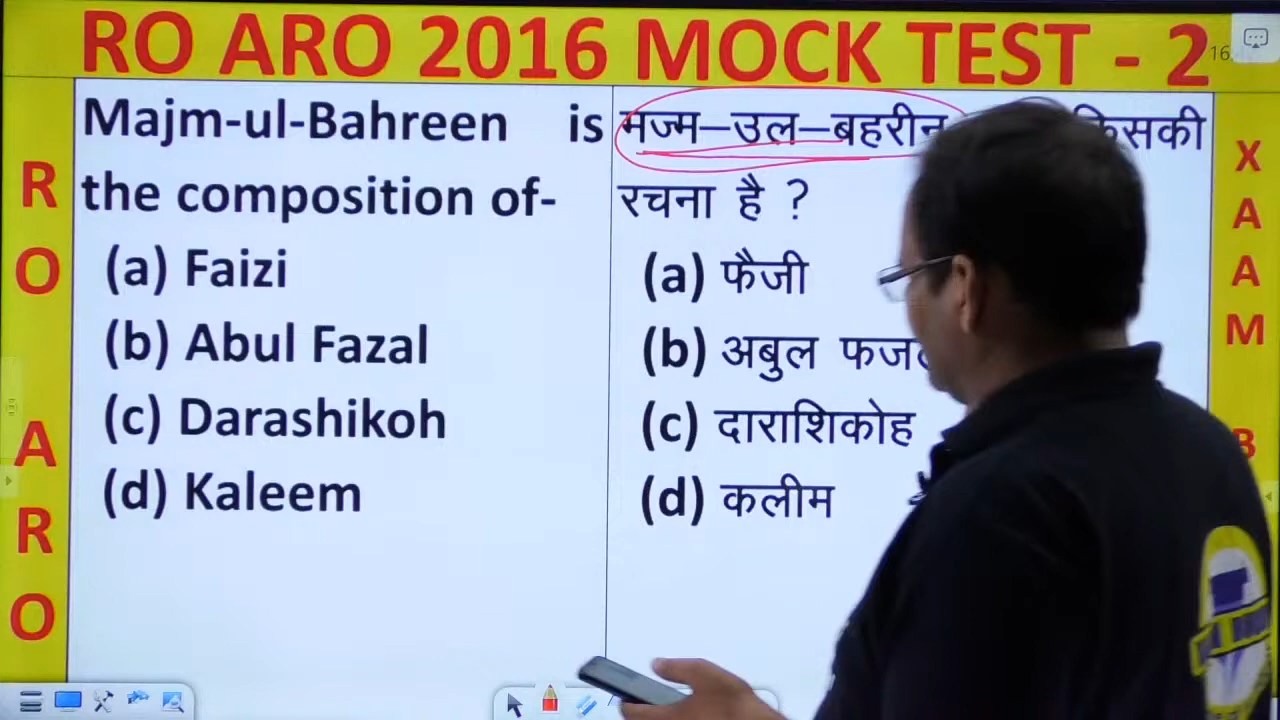 RO ARO 2016 MOCK TEST - 2
Majm-ul-Bahreen is
the composition of-
(a) Faizi
(b) Abul Fazal
(c) Darashikoh
(d) Kaleem
मज्म–उल–बहरीन
रचना है ?
(a) फैजी
(b) अबुल
(c) दाराशिकोह
(d) कलीम
R
O
A
R
O
X
A
A
M
B